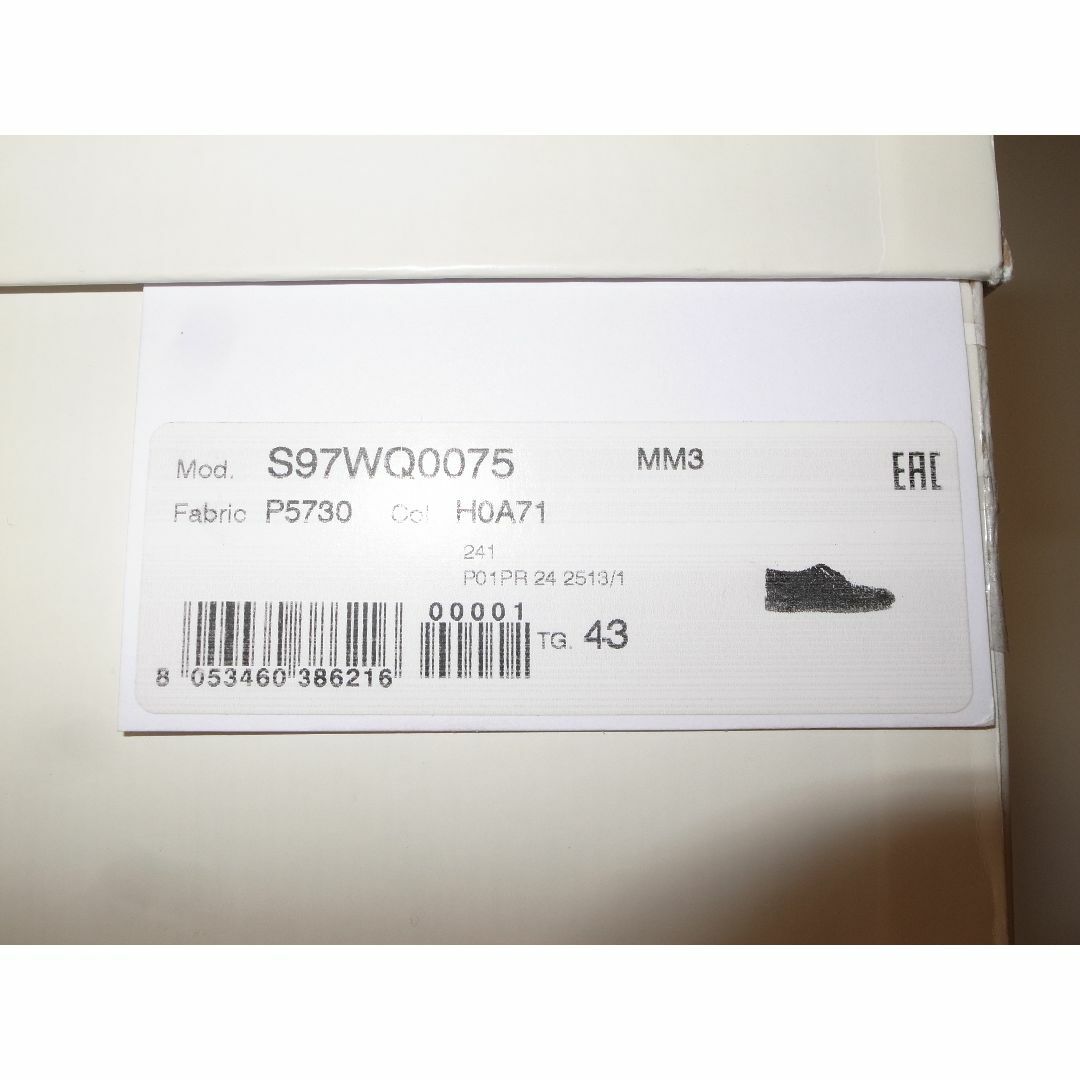 Mod. S97WQ0075 MM3 EAC
Fabric P5730 Col H0A71
241
P01PR 24 2513/1
00001
TG. 43
8 053460 386216